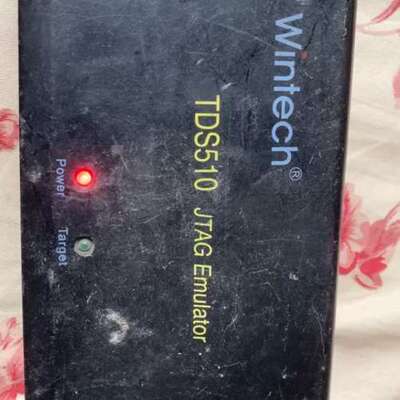 Wintech®
TDS510 JTAG Emulator
Power
Target